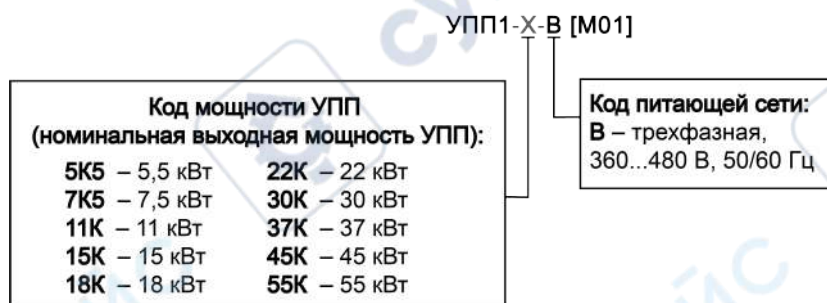 УПП1-X-В [М01]
Код мощности УПП
(номинальная выходная мощность УПП):
5К5 – 5,5 кВт 22К – 22 кВт
7К5 – 7,5 кВт 30К – 30 кВт
11К – 11 кВт 37К – 37 кВт
15К – 15 кВт 45К – 45 кВт
18К – 18 кВт 55К – 55 кВт
Код питающей сети:
В – трехфазная,
360...480 В, 50/60 Гц